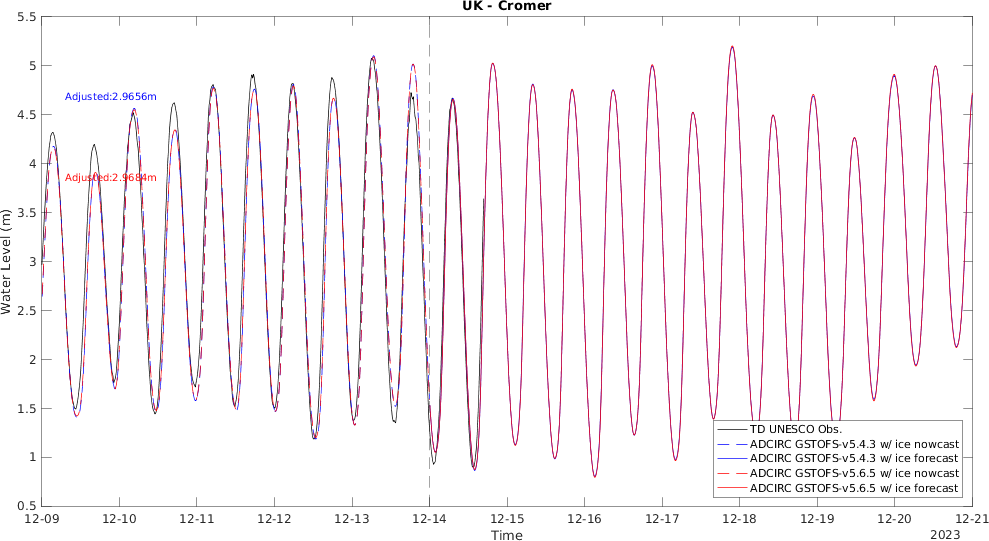 UK - Cromer
5.5
5
4.5
4
3.5
3
2.5
2
1.5
1
0.5
Water Level (m)
Adjusted:2.9656m
Adjusted:2.9684m
TD UNESCO Obs.
ADCIRC GSTOFS-v5.4.3 w/ ice nowcast
ADCIRC GSTOFS-v5.4.3 w/ ice forecast
ADCIRC GSTOFS-v5.6.5 w/ ice nowcast
ADCIRC GSTOFS-v5.6.5 w/ ice forecast
12-09 12-10 12-11 12-12 12-13 12-14 12-15 12-16 12-17 12-18 12-19 12-20 12-21
Time
2023